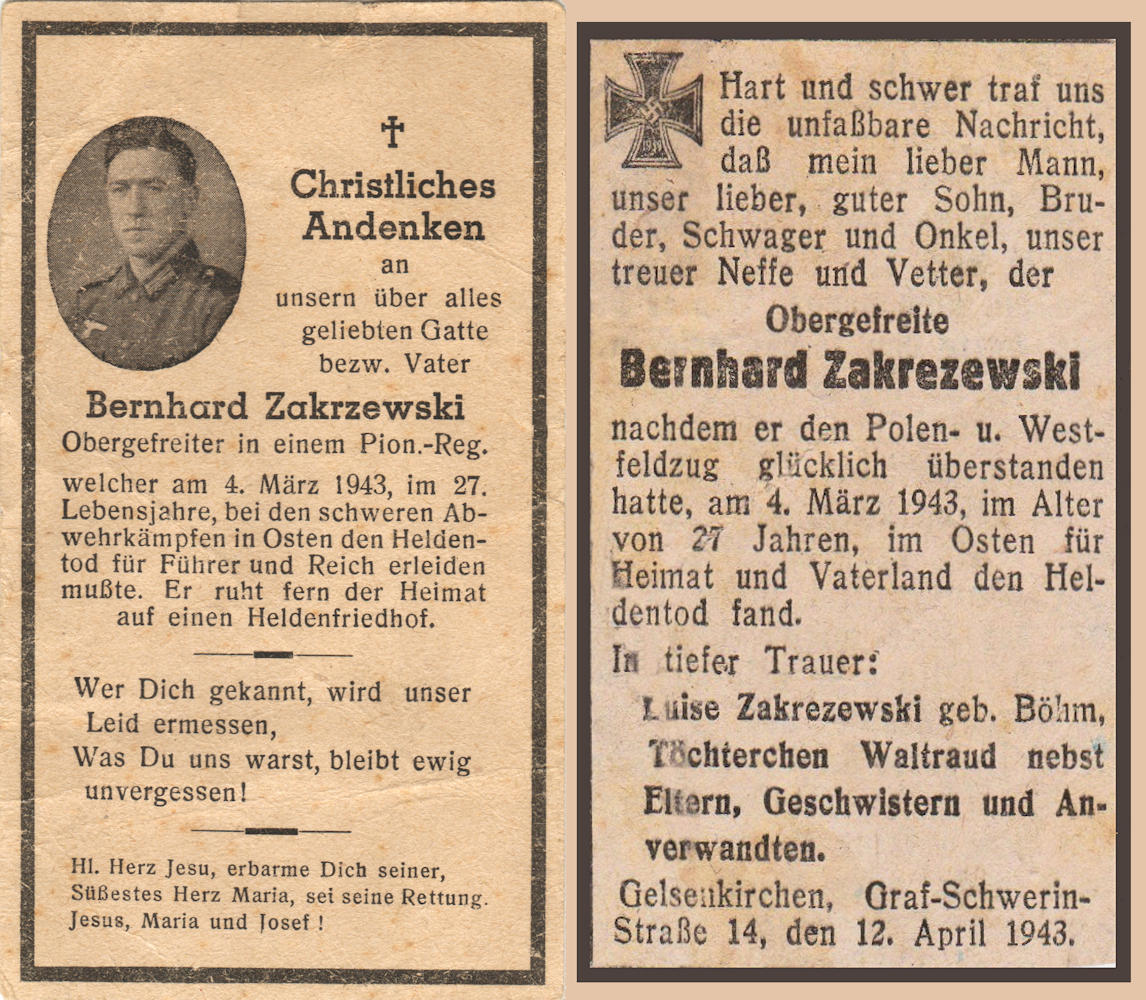 Christliches
Andenken
an
unsern über alles
geliebten Gatte
bezw. Vater
Bernhard Zakrzewski
Obergefreiter in einem Pion.-Reg.
welcher am 4. März 1943, im 27.
Lebensjahre, bei den schweren Ab-
wehrkämpfen in Osten den Helden-
tod für Führer und Reich erleiden
mußte. Er ruht fern der Heimat
auf einen Heldenfriedhof.
Wer Dich gekannt, wird unser
Leid ermessen,
Was Du uns warst, bleibt ewig
unvergessen!
Hl. Herz Jesu, erbarme Dich seiner,
Süßestes Herz Maria, sei seine Rettung.
Jesus, Maria und Josef!
1939
Hart und schwer traf uns
die unfaßbare Nachricht,
daß mein lieber Mann,
unser lieber, guter Sohn, Bru-
der, Schwager und Onkel, unser
treuer Neffe und Vetter, der
Obergefreite
Bernhard Zakrezewski
nachdem er den Polen- u. West-
feldzug glücklich überstanden
hatte, am 4. März 1943, im Alter
von 27 Jahren, im Osten für
Heimat und Vaterland den Hel-
dentod fand.
In tiefer Trauer:
Luise Zakrezewski geb. Böhm,
Töchterchen Waltraud nebst
Eltern, Geschwistern und An-
verwandten.
Gelsenkirchen, Graf-Schwerin-
Straße 14, den 12. April 1943.